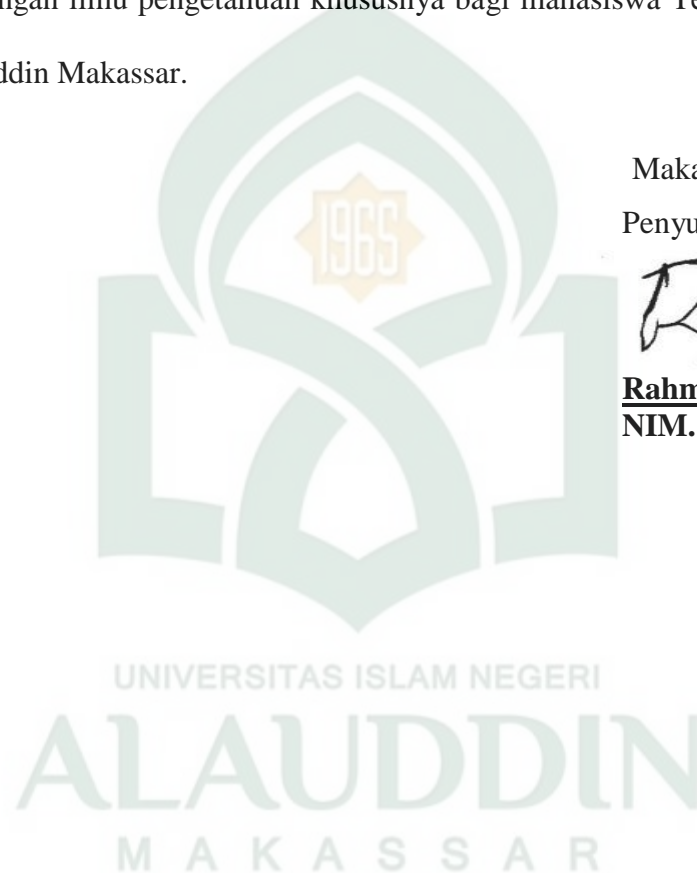 ngan ilmu pengetahuan khususnya bagi mahasiswa Te
ddin Makassar.
Maka
Penyu
Rahm
NIM.
1965
UNIVERSITAS ISLAM NEGERI
ALAUDDIN
MAKASSAR